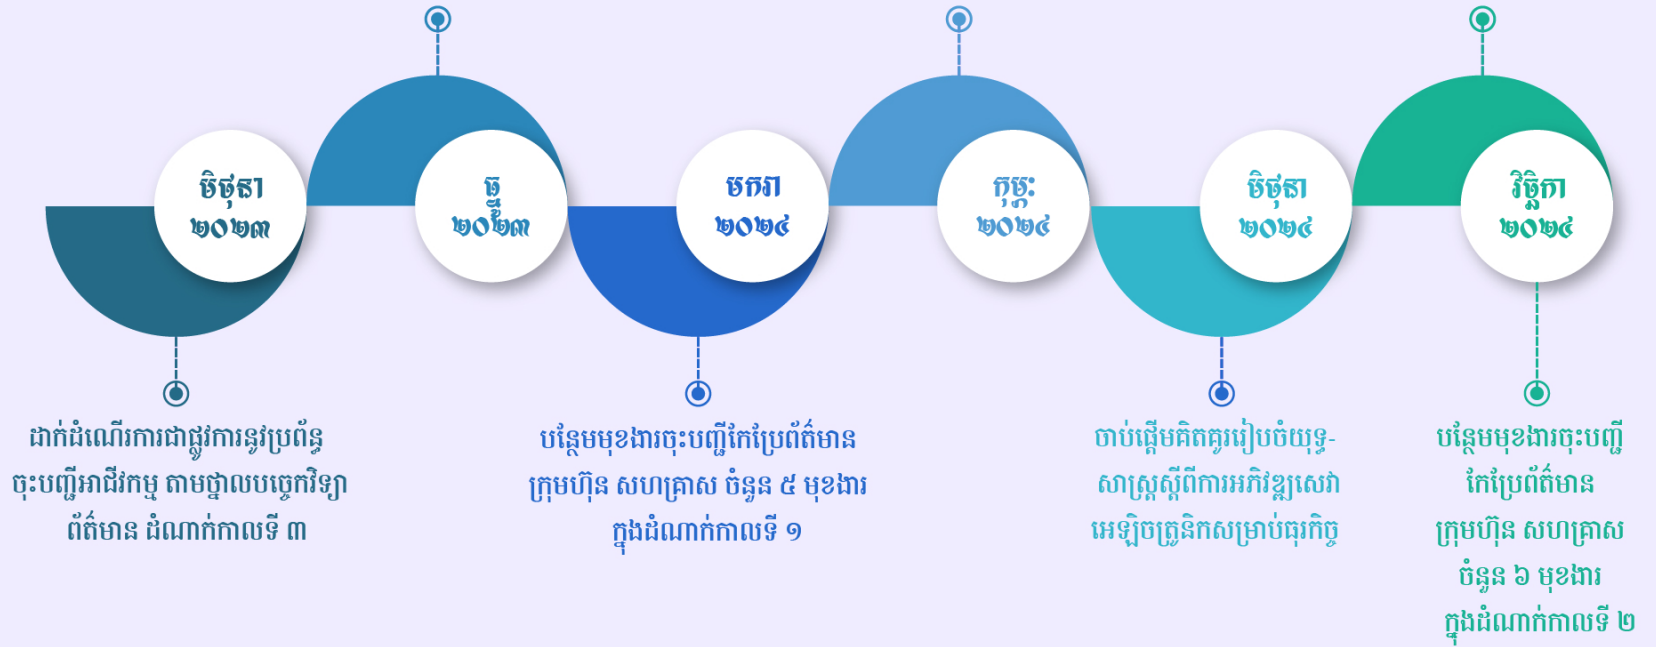 មិថុនា
២០២៣
ធ្នូ
២០២៣
មករា
២០២៤
កុម្ភៈ
២០២៤
មិថុនា
២០២៤
វិច្ឆិកា
២០២៤
ដាក់ដំណើរការជាផ្លូវការនូវប្រព័ន្ធ
ចុះបញ្ជីអាជីវកម្ម តាមថ្នាលបច្ចេកវិទ្យា
ព័ត៌មាន ដំណាក់កាលទី ៣
បន្ថែមមុខងារចុះបញ្ជីកែប្រែព័ត៌មាន
ក្រុមហ៊ុន សហគ្រាស ចំនួន ៥ មុខងារ
ក្នុងដំណាក់កាលទី ១
ចាប់ផ្តើមគិតគូររៀបចំយុទ្ធ-
សាស្ត្រស្តីពីការអភិវឌ្ឍសេវា
អេឡិចត្រូនិកសម្រាប់ធុរកិច្ច
បន្ថែមមុខងារចុះបញ្ជី
កែប្រែព័ត៌មាន
ក្រុមហ៊ុន សហគ្រាស
ចំនួន ៦ មុខងារ
ក្នុងដំណាក់កាលទី ២